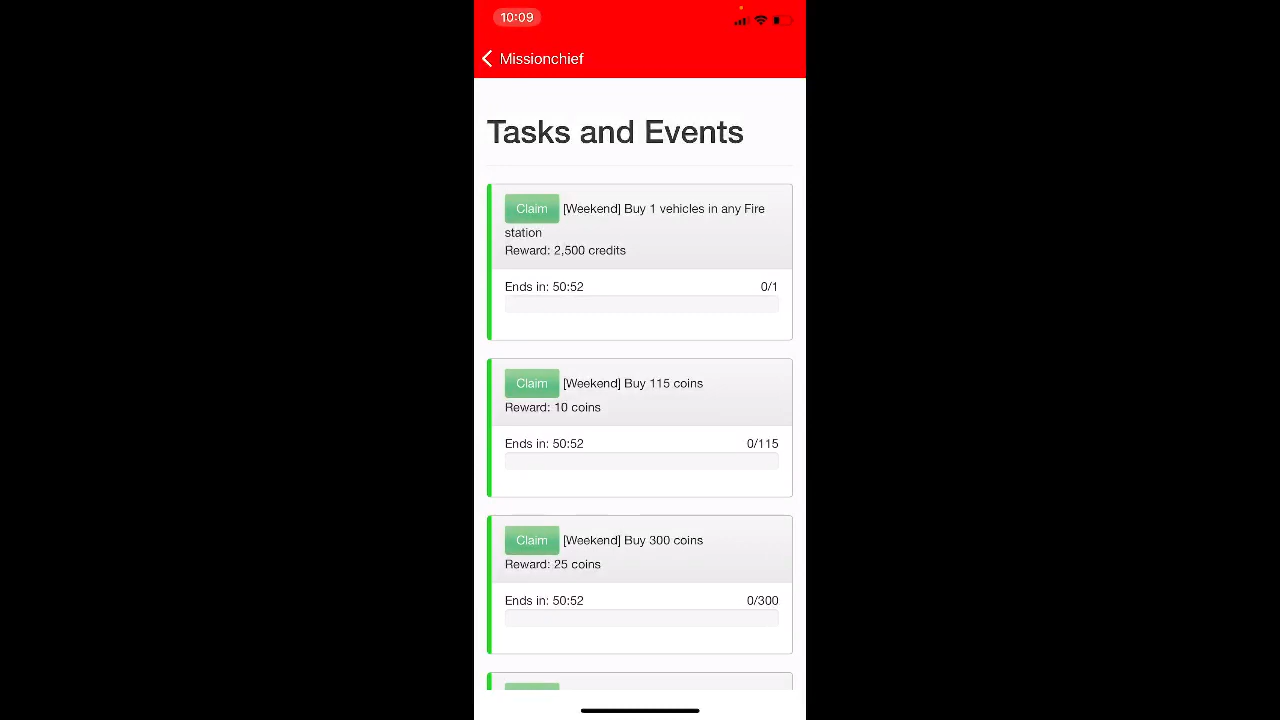 10:09
Missionchief
Tasks and Events
Claim [Weekend] Buy 1 vehicles in any Fire
station
Reward: 2,500 credits
Ends in: 50:52 0/1
Claim [Weekend] Buy 115 coins
Reward: 10 coins
Ends in: 50:52 0/115
Claim [Weekend] Buy 300 coins
Reward: 25 coins
Ends in: 50:52 0/300